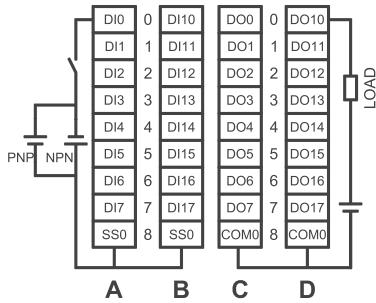 DI0 0 DI10 DO0 0 DO10
DI1 1 DI11 DO1 1 DO11
DI2 2 DI12 DO2 2 DO12
DI3 3 DI13 DO3 3 DO13
DI4 4 DI14 DO4 4 DO14
DI5 5 DI15 DO5 5 DO15
DI6 6 DI16 DO6 6 DO16
DI7 7 DI17 DO7 7 DO17
SS0 8 SS0 COM0 8 COM0
PNP NPN
LOAD
A B C D